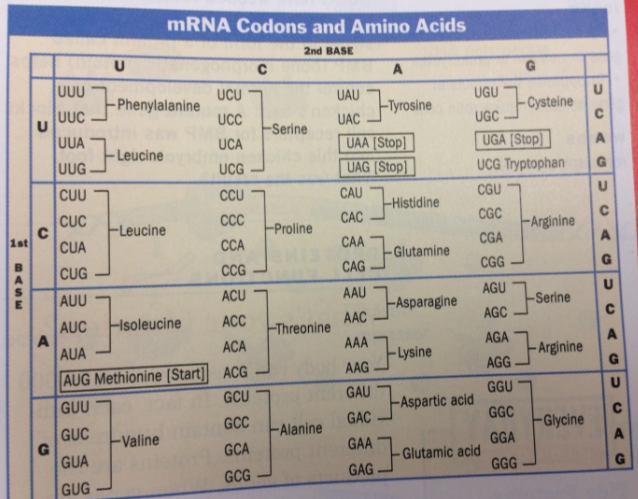 mRNA Codons and Amino Acids
2nd BASE
U C A G
UUU UCU UAU UGU U
Phenylalanine Tyrosine Cysteine
UUC UCC UAC UGC C
U Serine
UUA UCA UAA [Stop] UGA [Stop] A
Leucine
UUG UCG UAG [Stop] UCG Tryptophan G
CUU CCU CAU CGU U
Histidine
CUC CCC CAC CGC C
1st BASE C Leucine Proline Arginine
CUA CCA CAA CGA A
Glutamine
CUG CCG CAG CGG G
AUU ACU AAU AGU U
Asparagine Serine
AUC ACC AAC AGC C
A Isoleucine Threonine
AUA ACA AAA AGA A
Lysine Arginine
AUG Methionine [Start] ACG AAG AGG G
GUU GCU GAU GGU U
Aspartic acid
GUC GCC GAC GGC C
G Valine Alanine Glycine
GUA GCA GAA GGA A
Glutamic acid
GUG GCG GAG GGG G